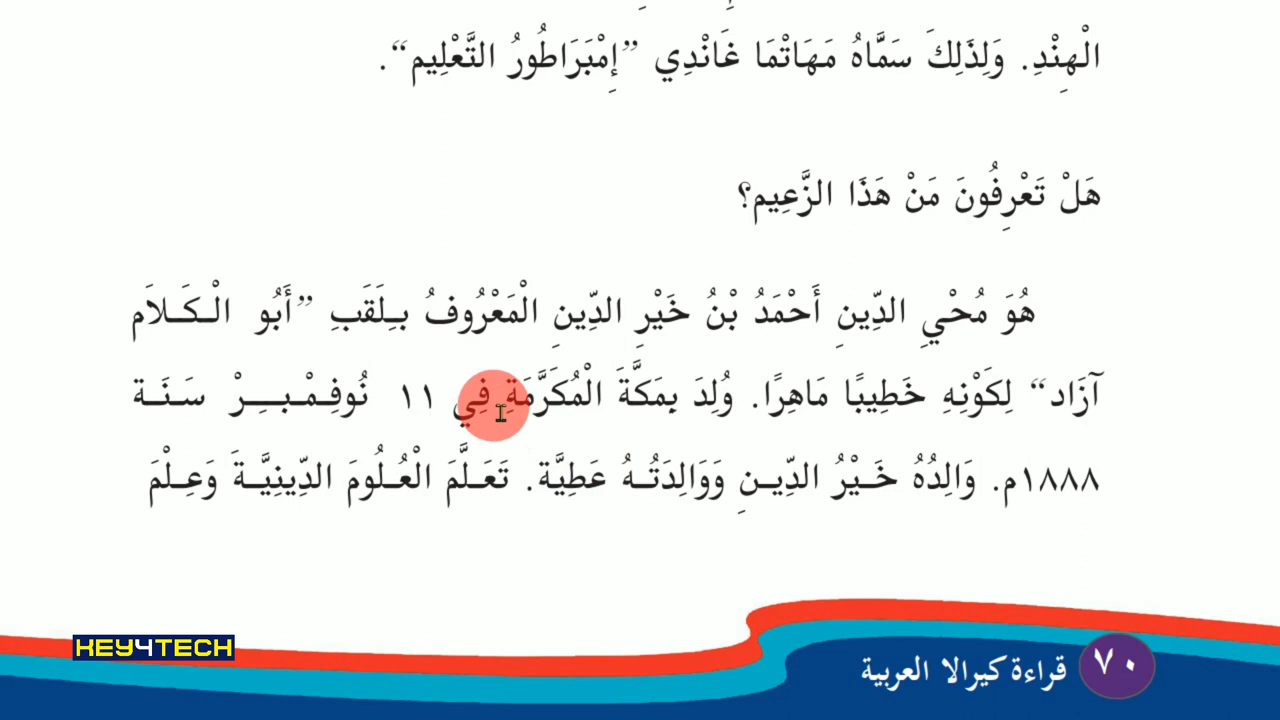 الْهِنْدِ. وَلِذَلِكَ سَمَّاهُ مَهَاتْمَا غَانْدِي ”إِمْبَرَاطُورُ التَّعْلِيم“.
هَلْ تَعْرِفُونَ مَنْ هَذَا الزَّعِيم؟
هُوَ مُحْيِ الدِّينِ أَحْمَدُ بْنُ خَيْرِ الدِّينِ الْمَعْرُوفُ بِلَقَبِ ”أَبُو الْكَلاَم
آزَاد“ لِكَوْنِهِ خَطِيبًا مَاهِرًا. وُلِدَ بِمَكَّةَ الْمُكَرَّمَةِ فِي ١١ نُوفِمْبِرْ سَنَة
١٨٨٨م. وَالِدُهُ خَيْرُ الدِّينِ وَوَالِدَتُهُ عَطِيَّة. تَعَلَّمَ الْعُلُومَ الدِّينِيَّةَ وَعِلْمَ
KEY4TECH
قراءة كيرالا العربية ٧٠